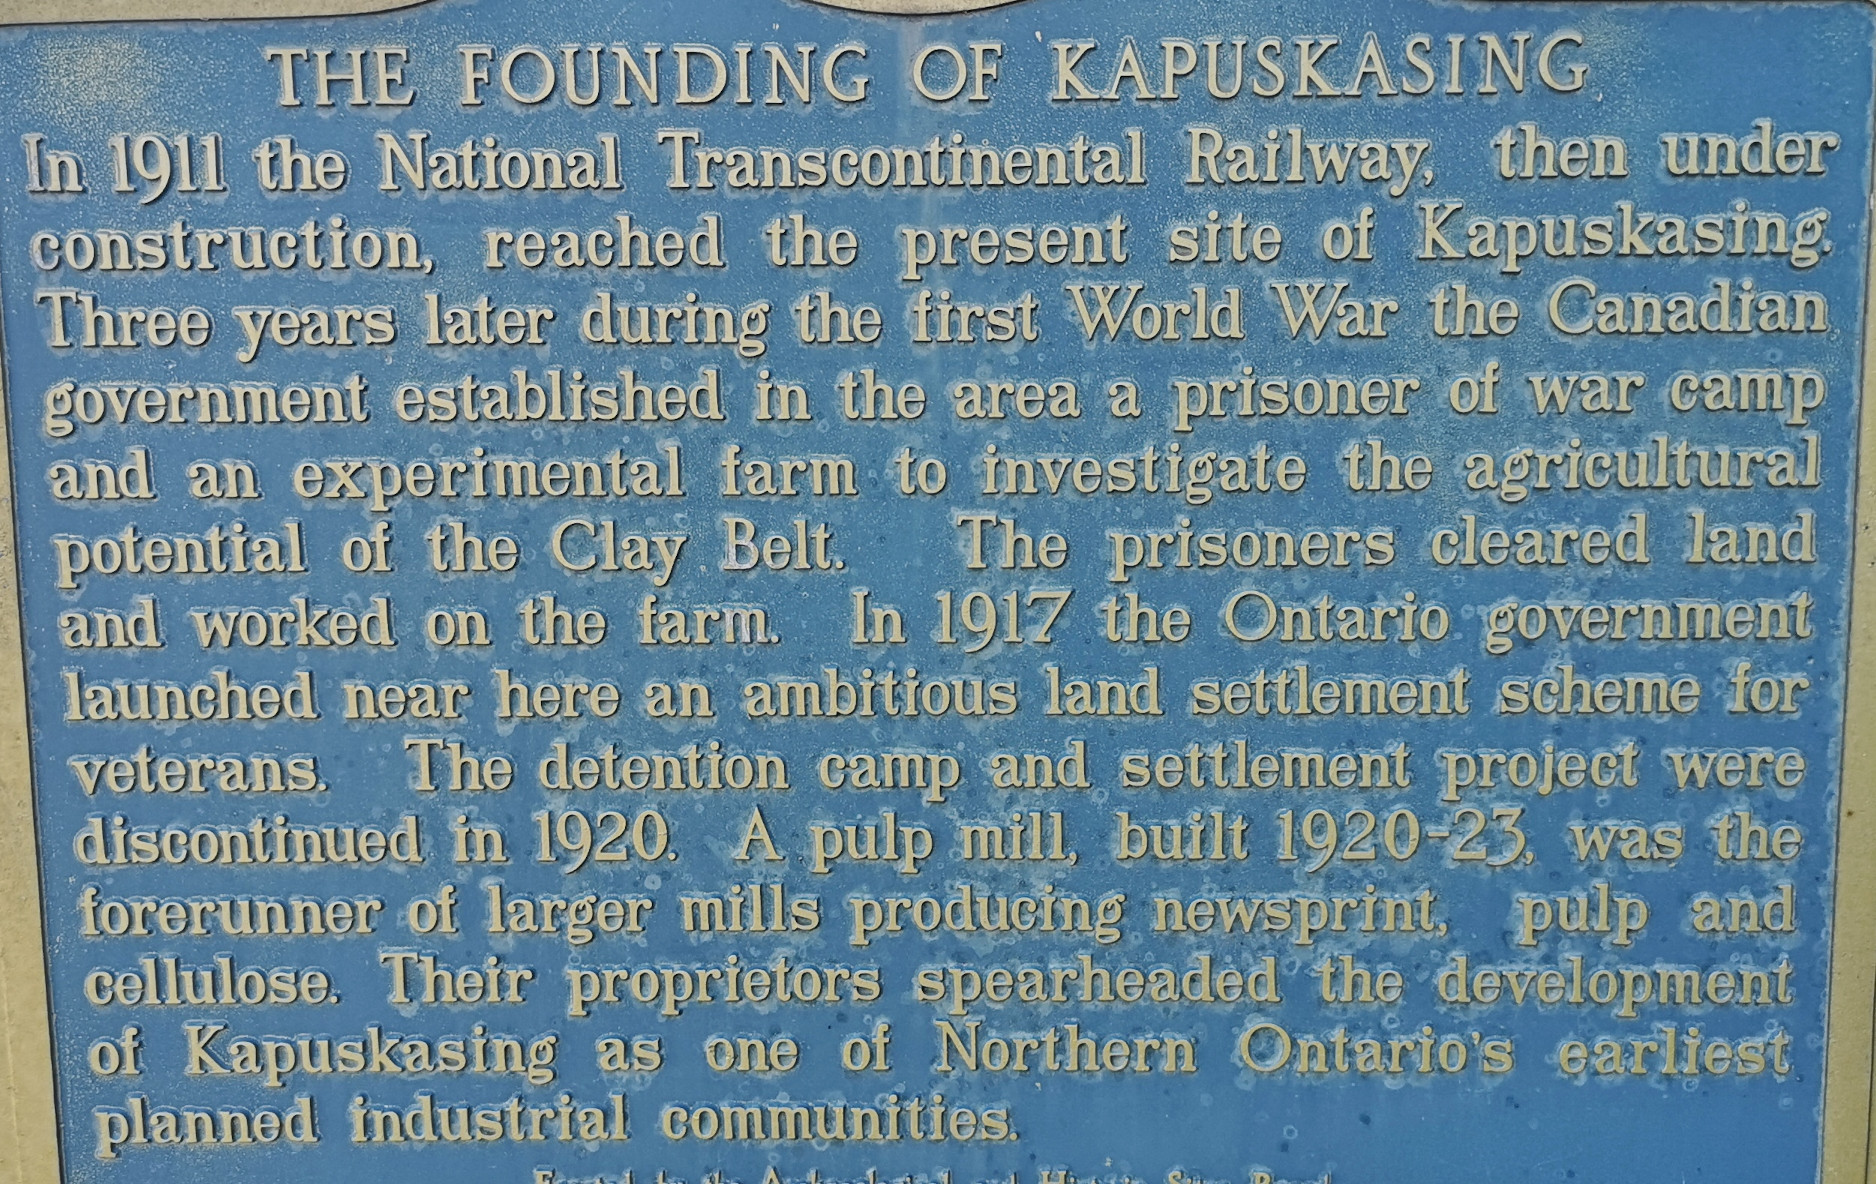 THE FOUNDING OF KAPUSKASING
In 1911 the National Transcontinental Railway, then under
construction, reached the present site of Kapuskasing.
Three years later during the first World War the Canadian
government established in the area a prisoner of war camp
and an experimental farm to investigate the agricultural
potential of the Clay Belt. The prisoners cleared land
and worked on the farm. In 1917 the Ontario government
launched near here an ambitious land settlement scheme for
veterans. The detention camp and settlement project were
discontinued in 1920. A pulp mill, built 1920-23, was the
forerunner of larger mills producing newsprint, pulp and
cellulose. Their proprietors spearheaded the development
of Kapuskasing as one of Northern Ontario's earliest
planned industrial communities.